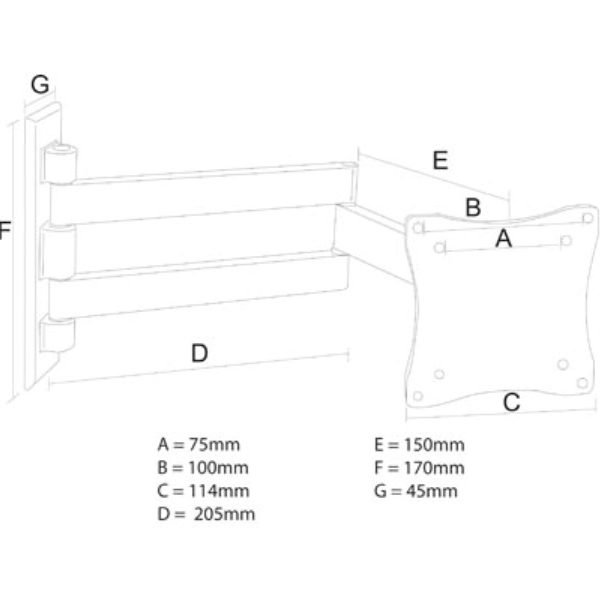 G
E
B
A
F
D
C
A = 75mm
B = 100mm
C = 114mm
D = 205mm
E = 150mm
F = 170mm
G = 45mm